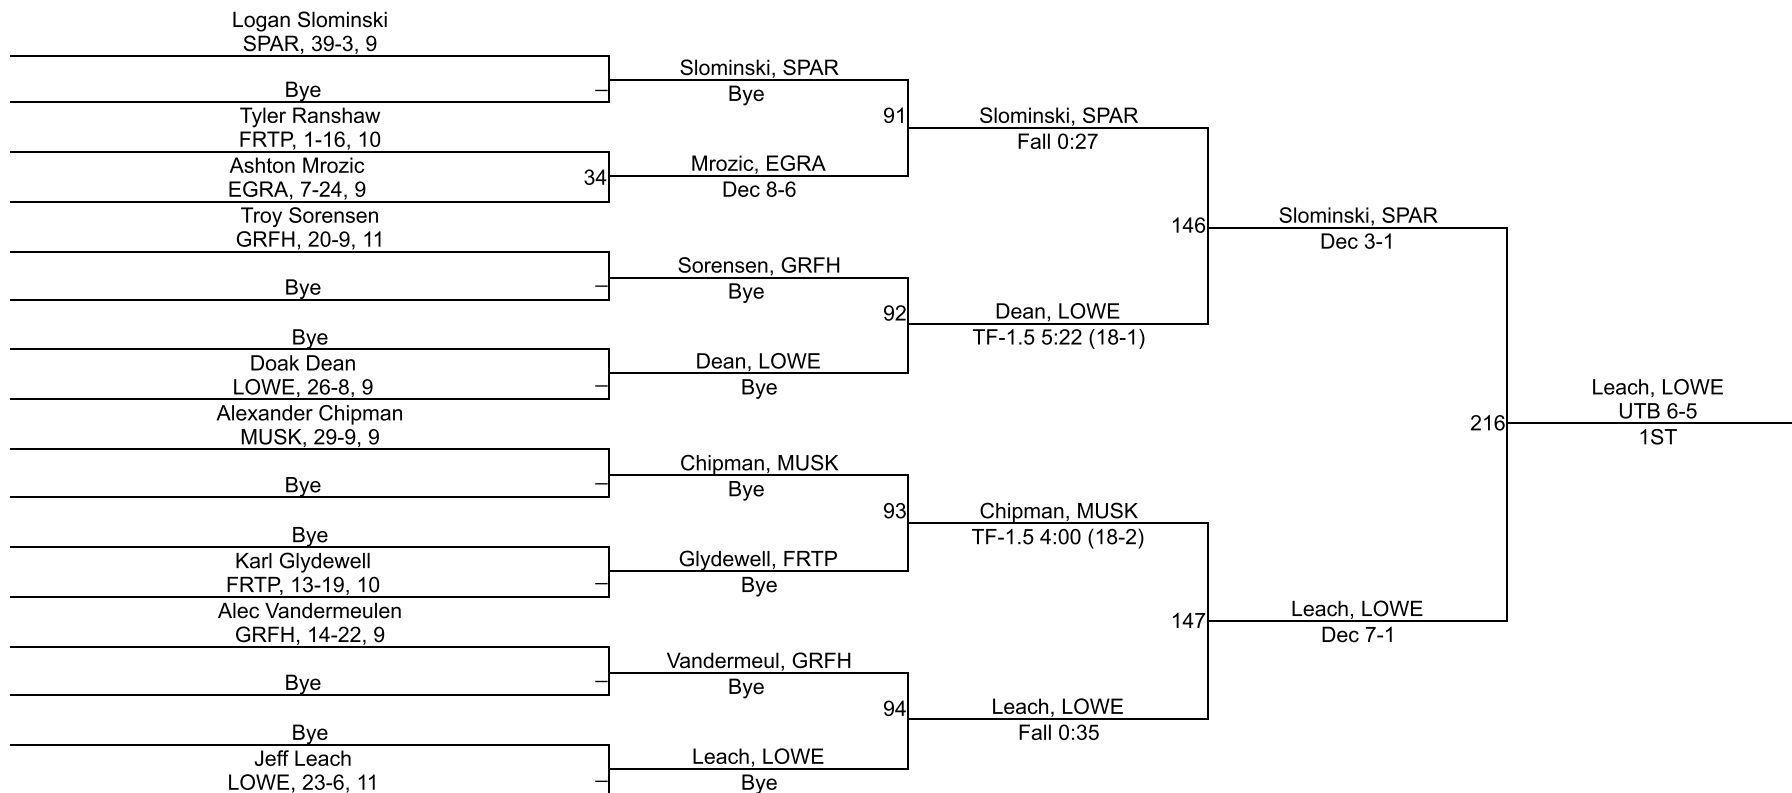 Logan Slominski
SPAR, 39-3, 9
Bye
Tyler Ranshaw
FRTP, 1-16, 10
Ashton Mrozic
EGRA, 7-24, 9
34
Troy Sorensen
GRFH, 20-9, 11
Bye
Bye
Doak Dean
LOWE, 26-8, 9
Alexander Chipman
MUSK, 29-9, 9
Bye
Bye
Karl Glydewell
FRTP, 13-19, 10
Alec Vandermeulen
GRFH, 14-22, 9
Bye
Bye
Jeff Leach
LOWE, 23-6, 11
Slominski, SPAR
Bye
91
Mrozic, EGRA
Dec 8-6
Sorensen, GRFH
Bye
92
Dean, LOWE
Bye
Chipman, MUSK
Bye
93
Glydewell, FRTP
Bye
Vandermeul, GRFH
Bye
94
Leach, LOWE
Bye
Slominski, SPAR
Fall 0:27
146
Dean, LOWE
TF-1.5 5:22 (18-1)
Chipman, MUSK
TF-1.5 4:00 (18-2)
147
Leach, LOWE
Fall 0:35
Slominski, SPAR
Dec 3-1
216
Leach, LOWE
Dec 7-1
Leach, LOWE
UTB 6-5
1ST